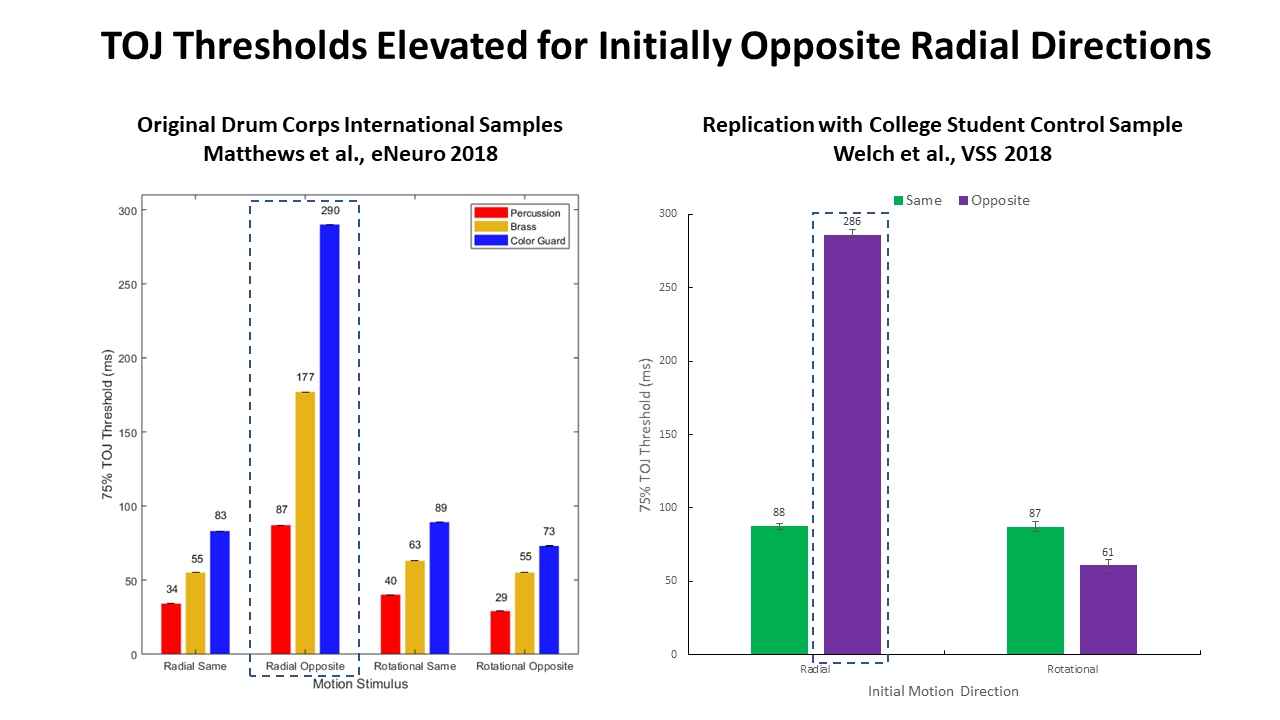 TOJ Thresholds Elevated for Initially Opposite Radial Directions
Original Drum Corps International Samples
Matthews et al., eNeuro 2018
Percussion
Brass
Color Guard
75% TOJ Threshold (ms)
300
250
200
150
100
50
0
34
55
83
87
177
290
40
63
89
29
55
73
Radial Same
Radial Opposite
Rotational Same
Rotational Opposite
Motion Stimulus
Replication with College Student Control Sample
Welch et al., VSS 2018
Same
Opposite
75% TOJ Threshold (ms)
300
250
200
150
100
50
0
88
286
87
61
Radial
Rotational
Initial Motion Direction